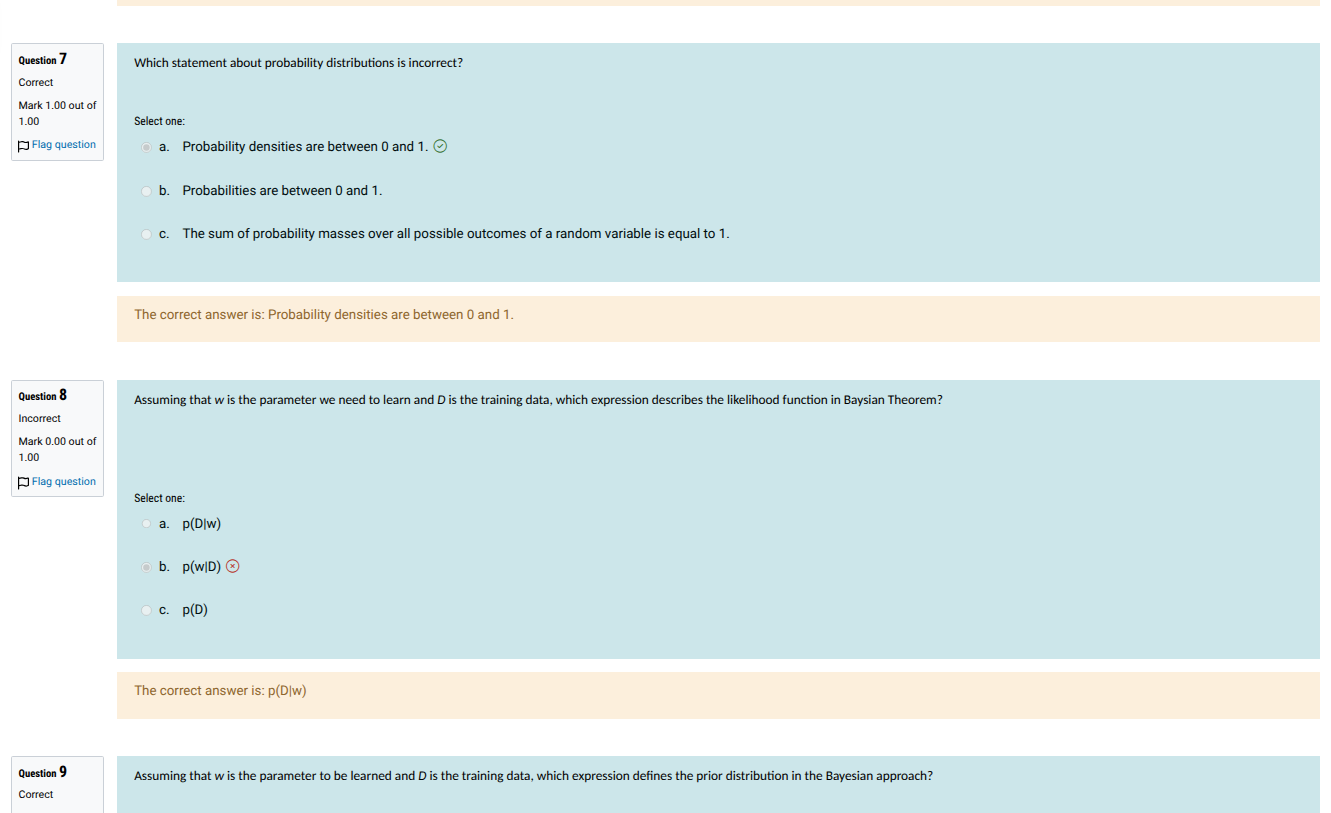 Question 7
Correct
Mark 1.00 out of
1.00
Flag question
Which statement about probability distributions is incorrect?
Select one:
a. Probability densities are between 0 and 1.
b. Probabilities are between 0 and 1.
c. The sum of probability masses over all possible outcomes of a random variable is equal to 1.
The correct answer is: Probability densities are between 0 and 1.
Question 8
Incorrect
Mark 0.00 out of
1.00
Flag question
Assuming that w is the parameter we need to learn and D is the training data, which expression describes the likelihood function in Baysian Theorem?
Select one:
a. p(D|w)
b. p(w|D)
c. p(D)
The correct answer is: p(D|w)
Question 9
Correct
Assuming that w is the parameter to be learned and D is the training data, which expression defines the prior distribution in the Bayesian approach?